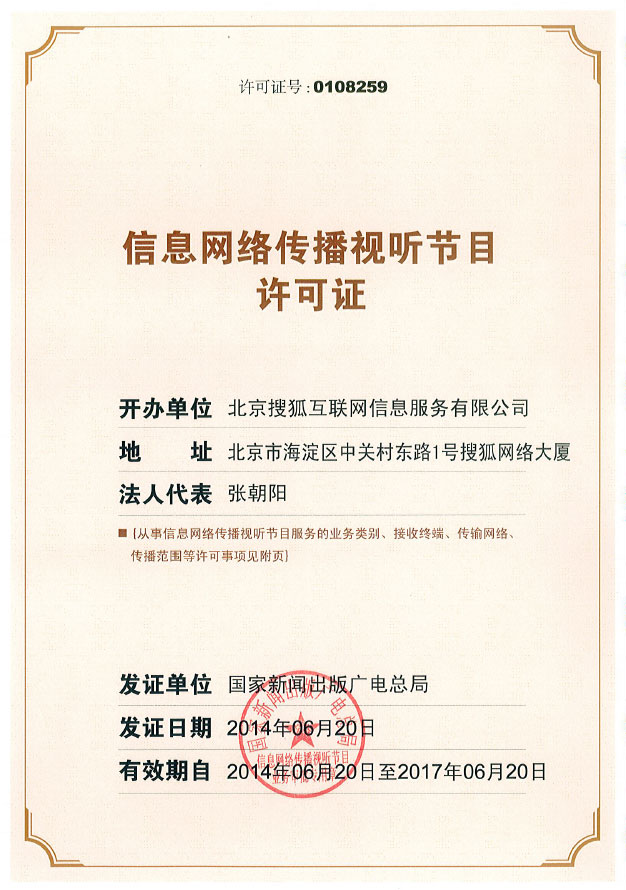 许可证号:0108259
信息网络传播视听节目
许可证
开办单位 北京搜狐互联网信息服务有限公司
地 址 北京市海淀区中关村东路1号搜狐网络大厦
法人代表 张朝阳
■ (从事信息网络传播视听节目服务的业务类别、接收终端、传输网络、
传播范围等许可事项见附页)
发证单位 国家新闻出版广电总局
发证日期 2014年06月20日
有效期自 2014年06月20日至2017年06月20日
国家新闻出版广电总局
信息网络传播视听节目